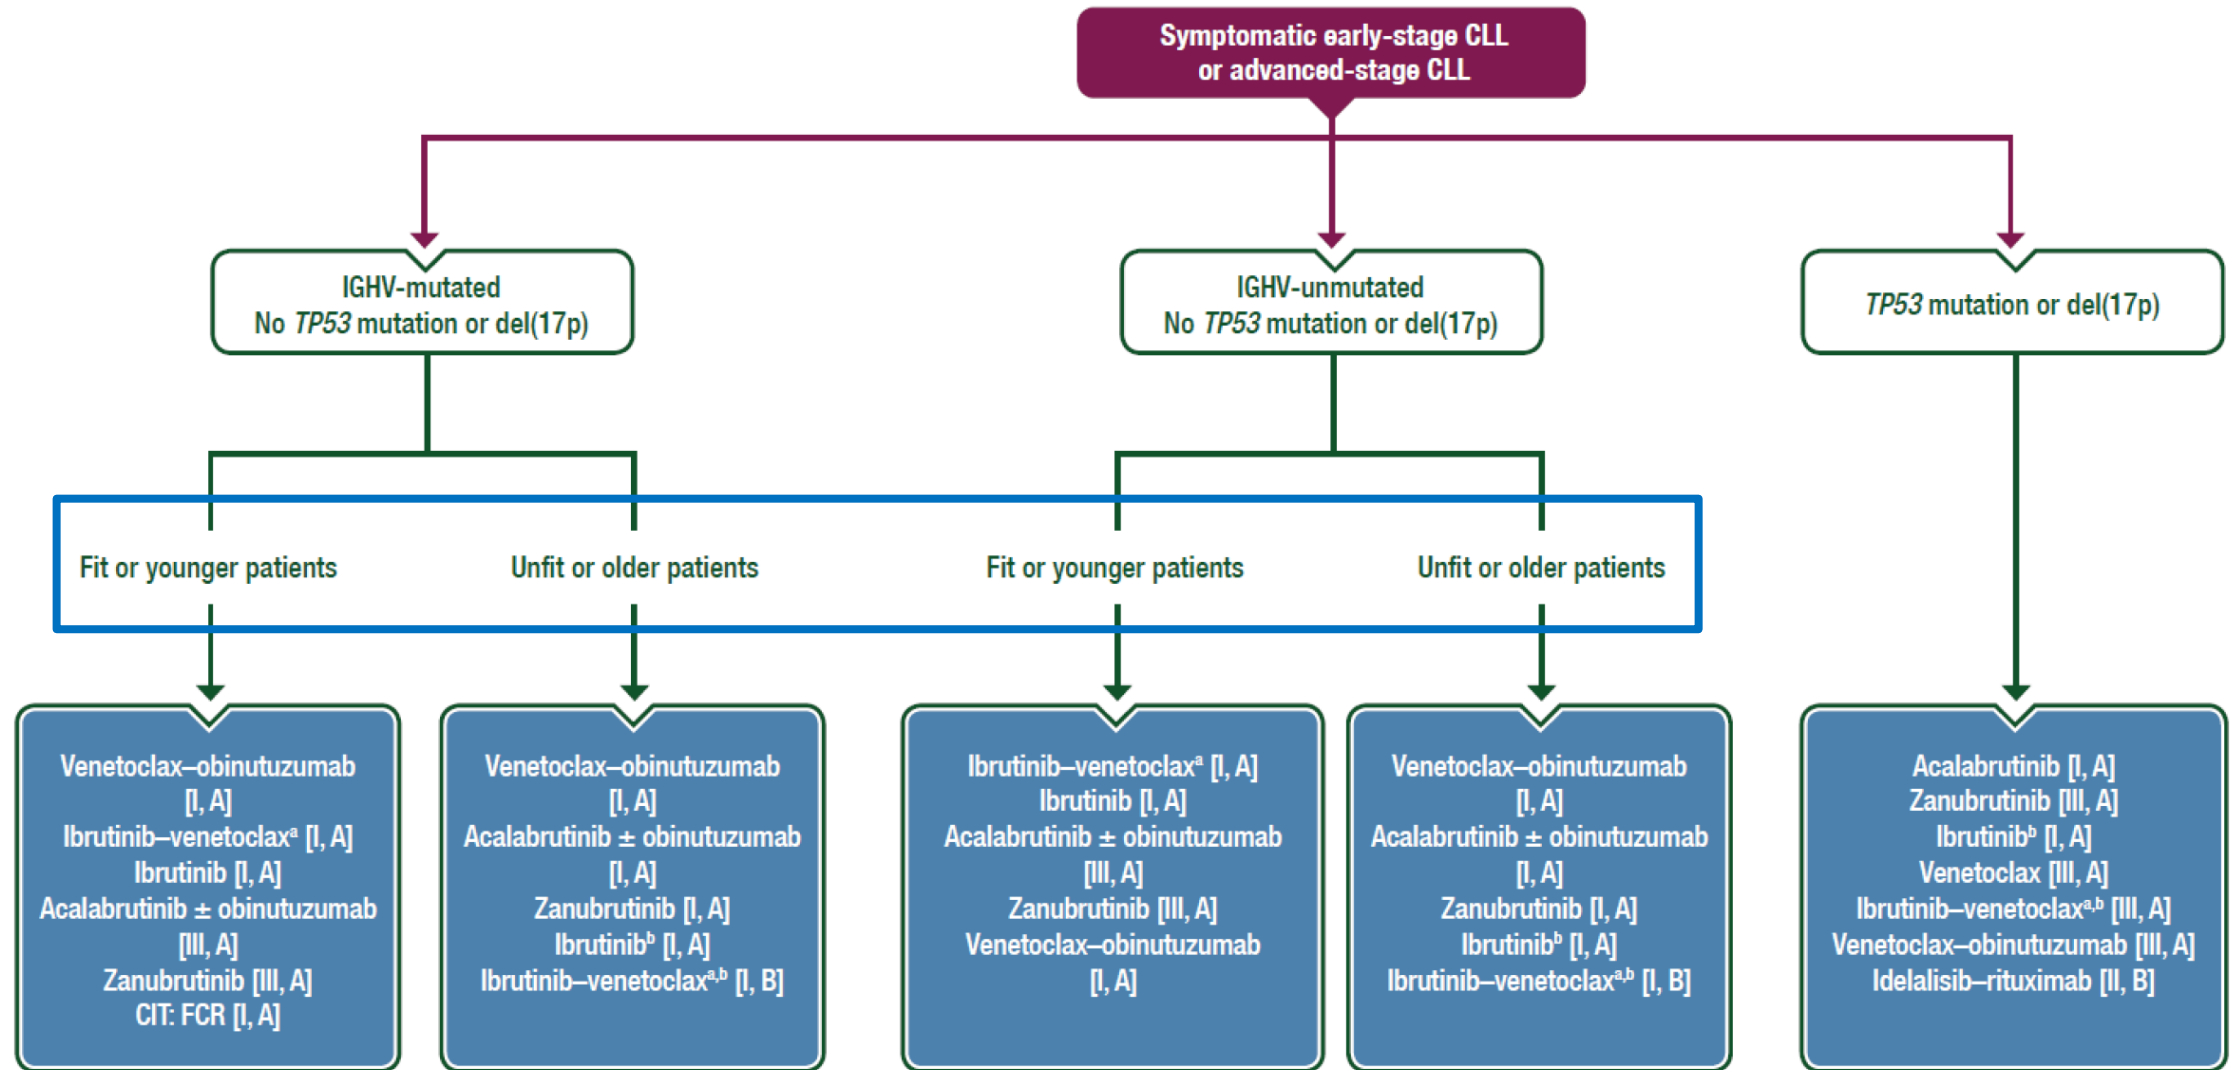 Symptomatic early-stage CLL
or advanced-stage CLL
IGHV-mutated
No TP53 mutation or del(17p)
IGHV-unmutated
No TP53 mutation or del(17p)
TP53 mutation or del(17p)
Fit or younger patients
Unfit or older patients
Fit or younger patients
Unfit or older patients
Venetoclax–obinutuzumab
[I, A]
Ibrutinib–venetoclaxᵃ [I, A]
Ibrutinib [I, A]
Acalabrutinib ± obinutuzumab
[III, A]
Zanubrutinib [III, A]
CIT: FCR [I, A]
Venetoclax–obinutuzumab
[I, A]
Acalabrutinib ± obinutuzumab
[I, A]
Zanubrutinib [I, A]
Ibrutinibᵇ [I, A]
Ibrutinib–venetoclaxᵃ,ᵇ [I, B]
Ibrutinib–venetoclaxᵃ [I, A]
Ibrutinib [I, A]
Acalabrutinib ± obinutuzumab
[III, A]
Zanubrutinib [III, A]
Venetoclax–obinutuzumab
[I, A]
Venetoclax–obinutuzumab
[I, A]
Acalabrutinib ± obinutuzumab
[I, A]
Zanubrutinib [I, A]
Ibrutinibᵇ [I, A]
Ibrutinib–venetoclaxᵃ,ᵇ [I, B]
Acalabrutinib [I, A]
Zanubrutinib [III, A]
Ibrutinibᵇ [I, A]
Venetoclax [III, A]
Ibrutinib–venetoclaxᵃ,ᵇ [III, A]
Venetoclax–obinutuzumab [III, A]
Idelalisib–rituximab [II, B]